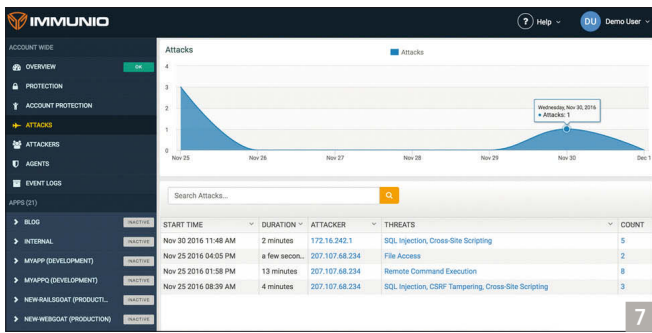 IMMUNIO
? Help
DU Demo User
ACCOUNT WIDE
OVERVIEW OK
PROTECTION
ACCOUNT PROTECTION
ATTACKS
ATTACKERS
AGENTS
EVENT LOGS
APPS (21)
BLOG INACTIVE
INTERNAL INACTIVE
MYAPP (DEVELOPMENT) INACTIVE
MYAPPQ (DEVELOPMENT) INACTIVE
NEW-RAILSGOAT (PRODUCTI... INACTIVE
NEW-WEBGOAT (PRODUCTION) INACTIVE
Attacks
Attacks
4
3
2
1
0
Wednesday, Nov 30, 2016
Attacks: 1
Nov 25 Nov 26 Nov 27 Nov 28 Nov 29 Nov 30 Dec 1
Search Attacks...
START TIME DURATION ATTACKER THREATS COUNT
Nov 30 2016 11:48 AM 2 minutes 172.16.242.1 SQL Injection, Cross-Site Scripting 5
Nov 25 2016 04:05 PM a few secon... 207.107.68.234 File Access 2
Nov 25 2016 01:58 PM 13 minutes 207.107.68.234 Remote Command Execution 8
Nov 25 2016 08:39 AM 4 minutes 207.107.68.234 SQL Injection, CSRF Tampering, Cross-Site Scripting 3
7